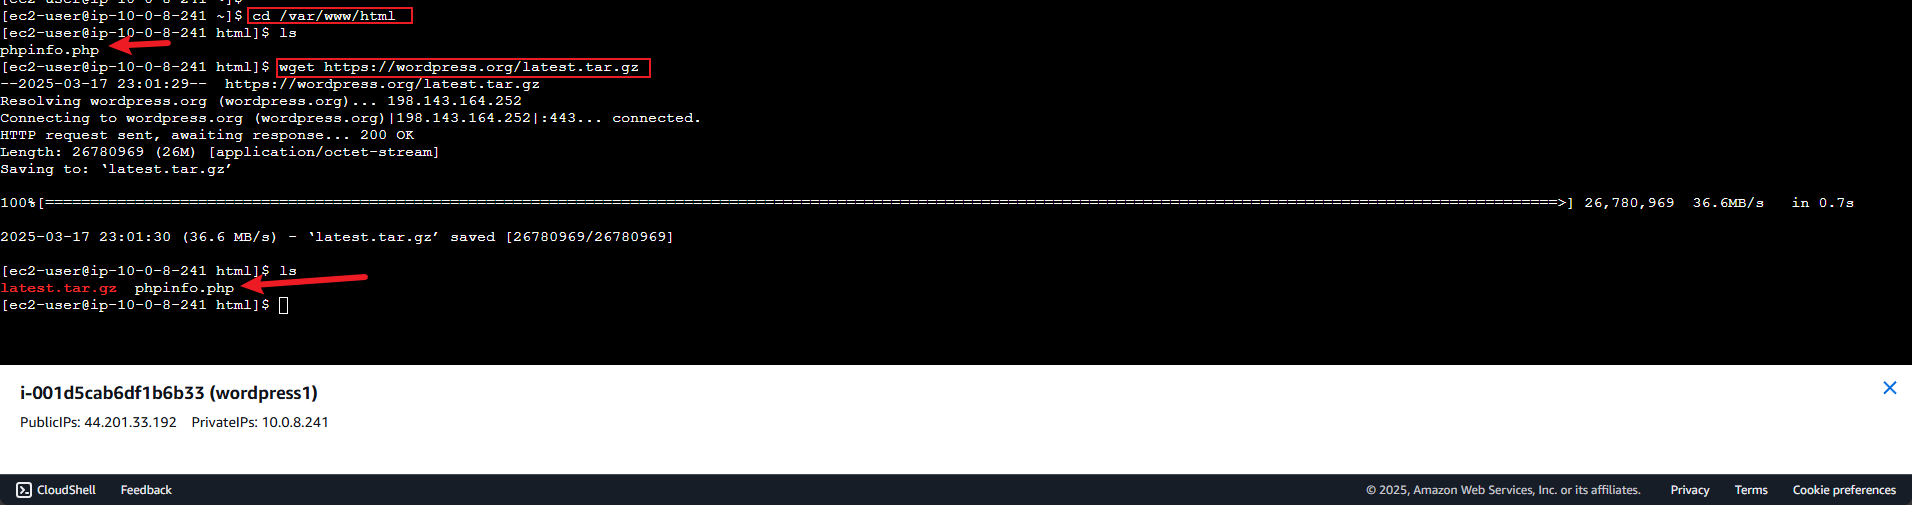 [ec2-user@ip-10-0-8-241 ~]$
[ec2-user@ip-10-0-8-241 ~]$ cd /var/www/html
[ec2-user@ip-10-0-8-241 html]$ ls
phpinfo.php
[ec2-user@ip-10-0-8-241 html]$ wget https://wordpress.org/latest.tar.gz
--2025-03-17 23:01:29--  https://wordpress.org/latest.tar.gz
Resolving wordpress.org (wordpress.org)... 198.143.164.252
Connecting to wordpress.org (wordpress.org)|198.143.164.252|:443... connected.
HTTP request sent, awaiting response... 200 OK
Length: 26780969 (26M) [application/octet-stream]
Saving to: ‘latest.tar.gz’
100%[=======================================================================================================================================================================>] 26,780,969  36.6MB/s   in 0.7s
2025-03-17 23:01:30 (36.6 MB/s) - ‘latest.tar.gz’ saved [26780969/26780969]
[ec2-user@ip-10-0-8-241 html]$ ls
latest.tar.gz  phpinfo.php
[ec2-user@ip-10-0-8-241 html]$
i-001d5cab6df1b6b33 (wordpress1)
PublicIPs: 44.201.33.192    PrivateIPs: 10.0.8.241
CloudShell    Feedback    © 2025, Amazon Web Services, Inc. or its affiliates.    Privacy    Terms    Cookie preferences